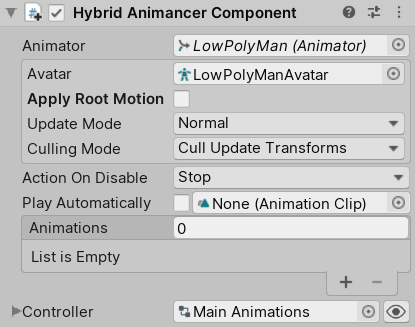 Hybrid Animancer Component
Animator LowPolyMan (Animator)
Avatar LowPolyManAvatar
Apply Root Motion
Update Mode Normal
Culling Mode Cull Update Transforms
Action On Disable Stop
Play Automatically None (Animation Clip)
Animations 0
List is Empty
+ −
Controller Main Animations